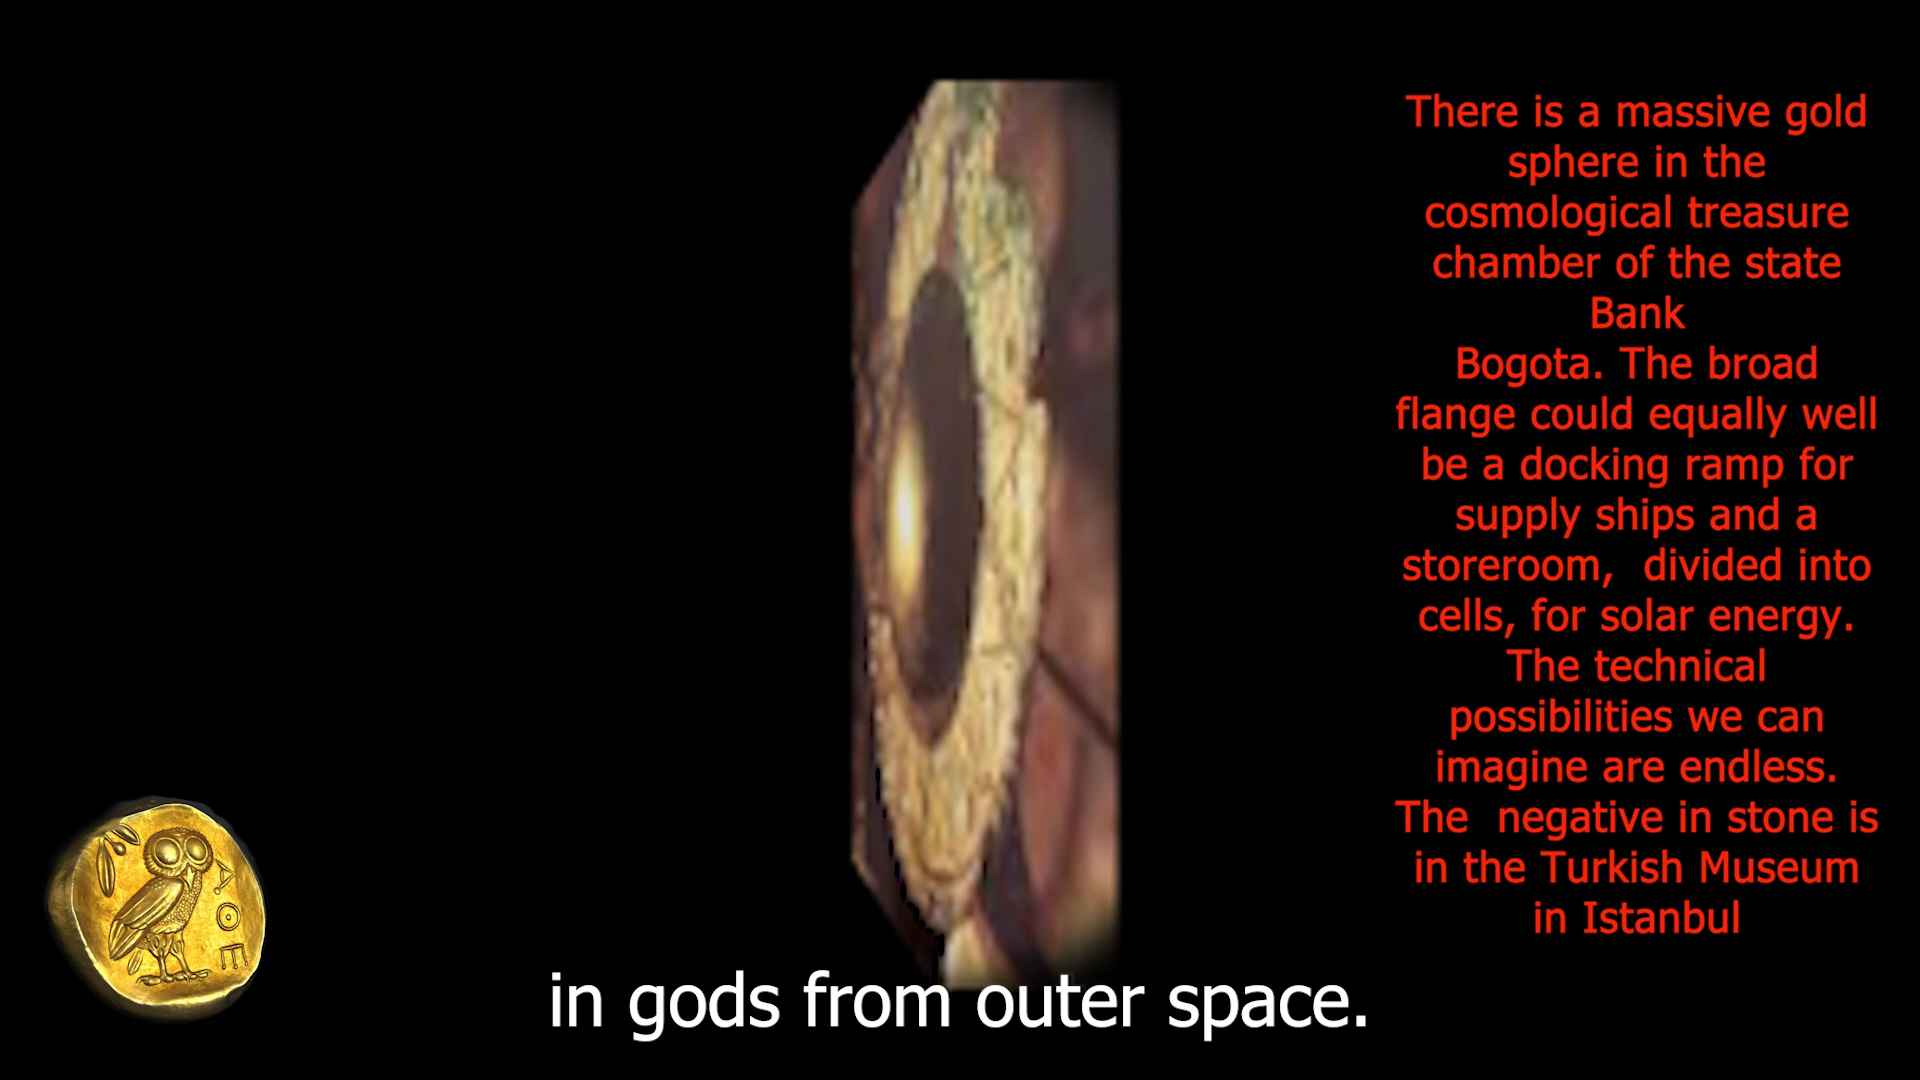 There is a massive gold
sphere in the
cosmological treasure
chamber of the state
Bank
Bogota. The broad
flange could equally well
be a docking ramp for
supply ships and a
storeroom,  divided into
cells, for solar energy.
The technical
possibilities we can
imagine are endless.
The  negative in stone is
in the Turkish Museum
in Istanbul
ΑΘΕ
in gods from outer space.